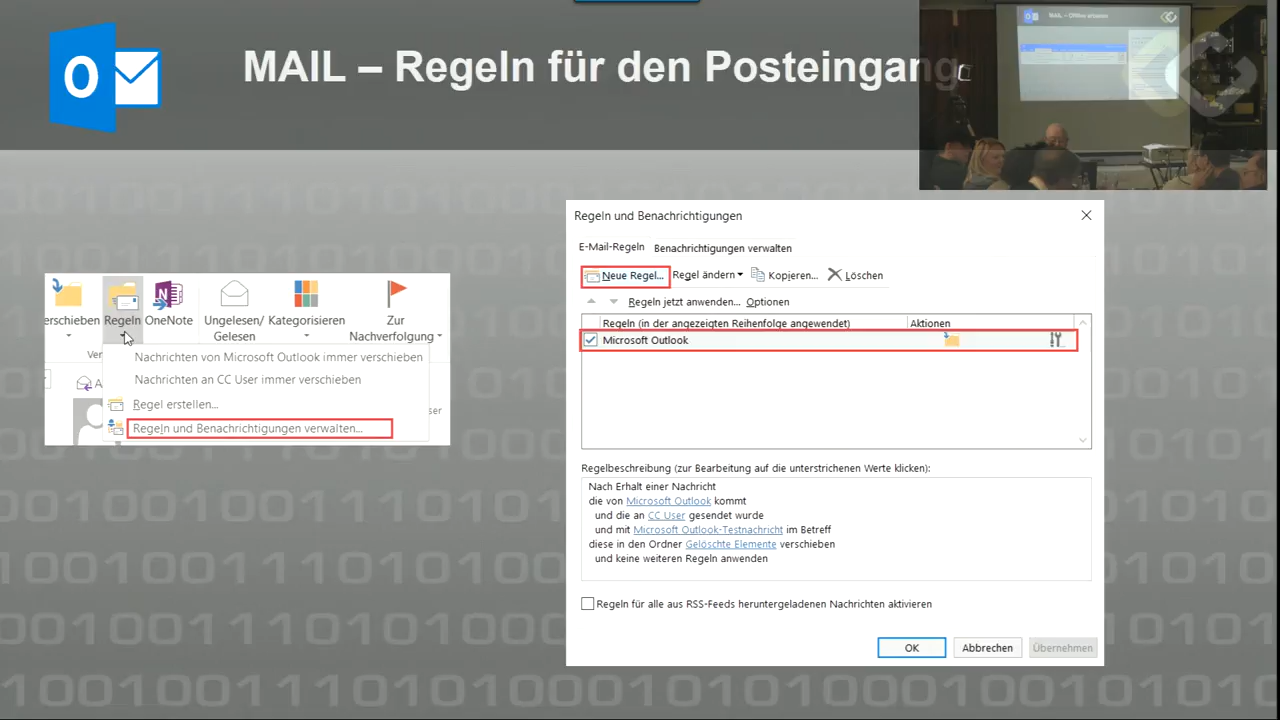 MAIL – Regeln für den Posteingang
MAIL – Offline arbeiten
erschieben
Regeln
OneNote
Ungelesen/
Gelesen
Kategorisieren
Zur
Nachverfolgung
Ver
Nachrichten von Microsoft Outlook immer verschieben
Nachrichten an CC User immer verschieben
Regel erstellen...
ser
Regeln und Benachrichtigungen verwalten...
Regeln und Benachrichtigungen
E-Mail-Regeln Benachrichtigungen verwalten
Neue Regel... Regel ändern Kopieren... Löschen
Regeln jetzt anwenden... Optionen
Regeln (in der angezeigten Reihenfolge angewendet) Aktionen
Microsoft Outlook
Regelbeschreibung (zur Bearbeitung auf die unterstrichenen Werte klicken):
Nach Erhalt einer Nachricht
die von Microsoft Outlook kommt
und die an CC User gesendet wurde
und mit Microsoft Outlook-Testnachricht im Betreff
diese in den Ordner Gelöschte Elemente verschieben
und keine weiteren Regeln anwenden
Regeln für alle aus RSS-Feeds heruntergeladenen Nachrichten aktivieren
OK Abbrechen Übernehmen